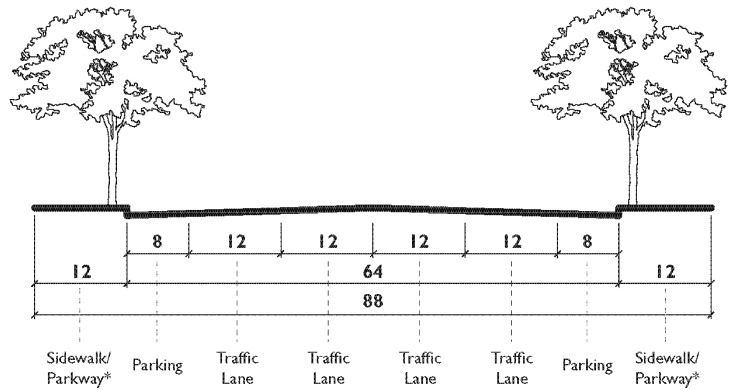 8 12 12 12 12 8
12 64 12
88
Sidewalk/ Parking Traffic Traffic Traffic Traffic Parking Sidewalk/
Parkway* Lane Lane Lane Lane Parkway*